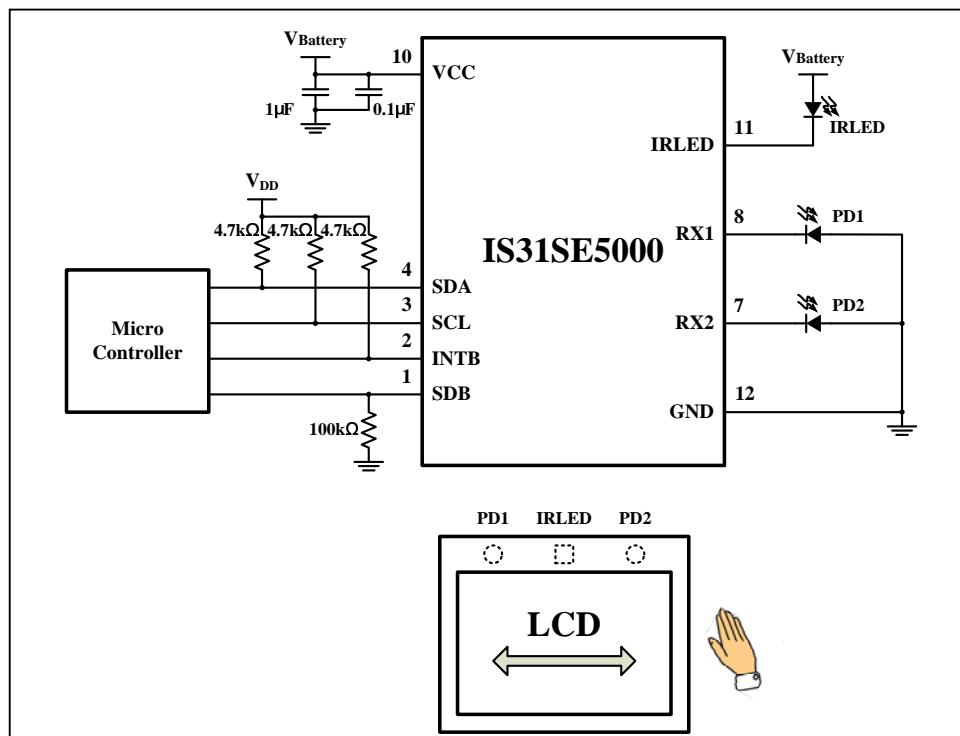 VBattery
10
VCC
1µF
0.1µF
VBattery
IRLED
11
IRLED
VDD
4.7kΩ 4.7kΩ 4.7kΩ
8
PD1
RX1
IS31SE5000
4
SDA
3
SCL
7
PD2
RX2
Micro
Controller
2
INTB
1
SDB
12
GND
100kΩ
PD1 IRLED PD2
LCD